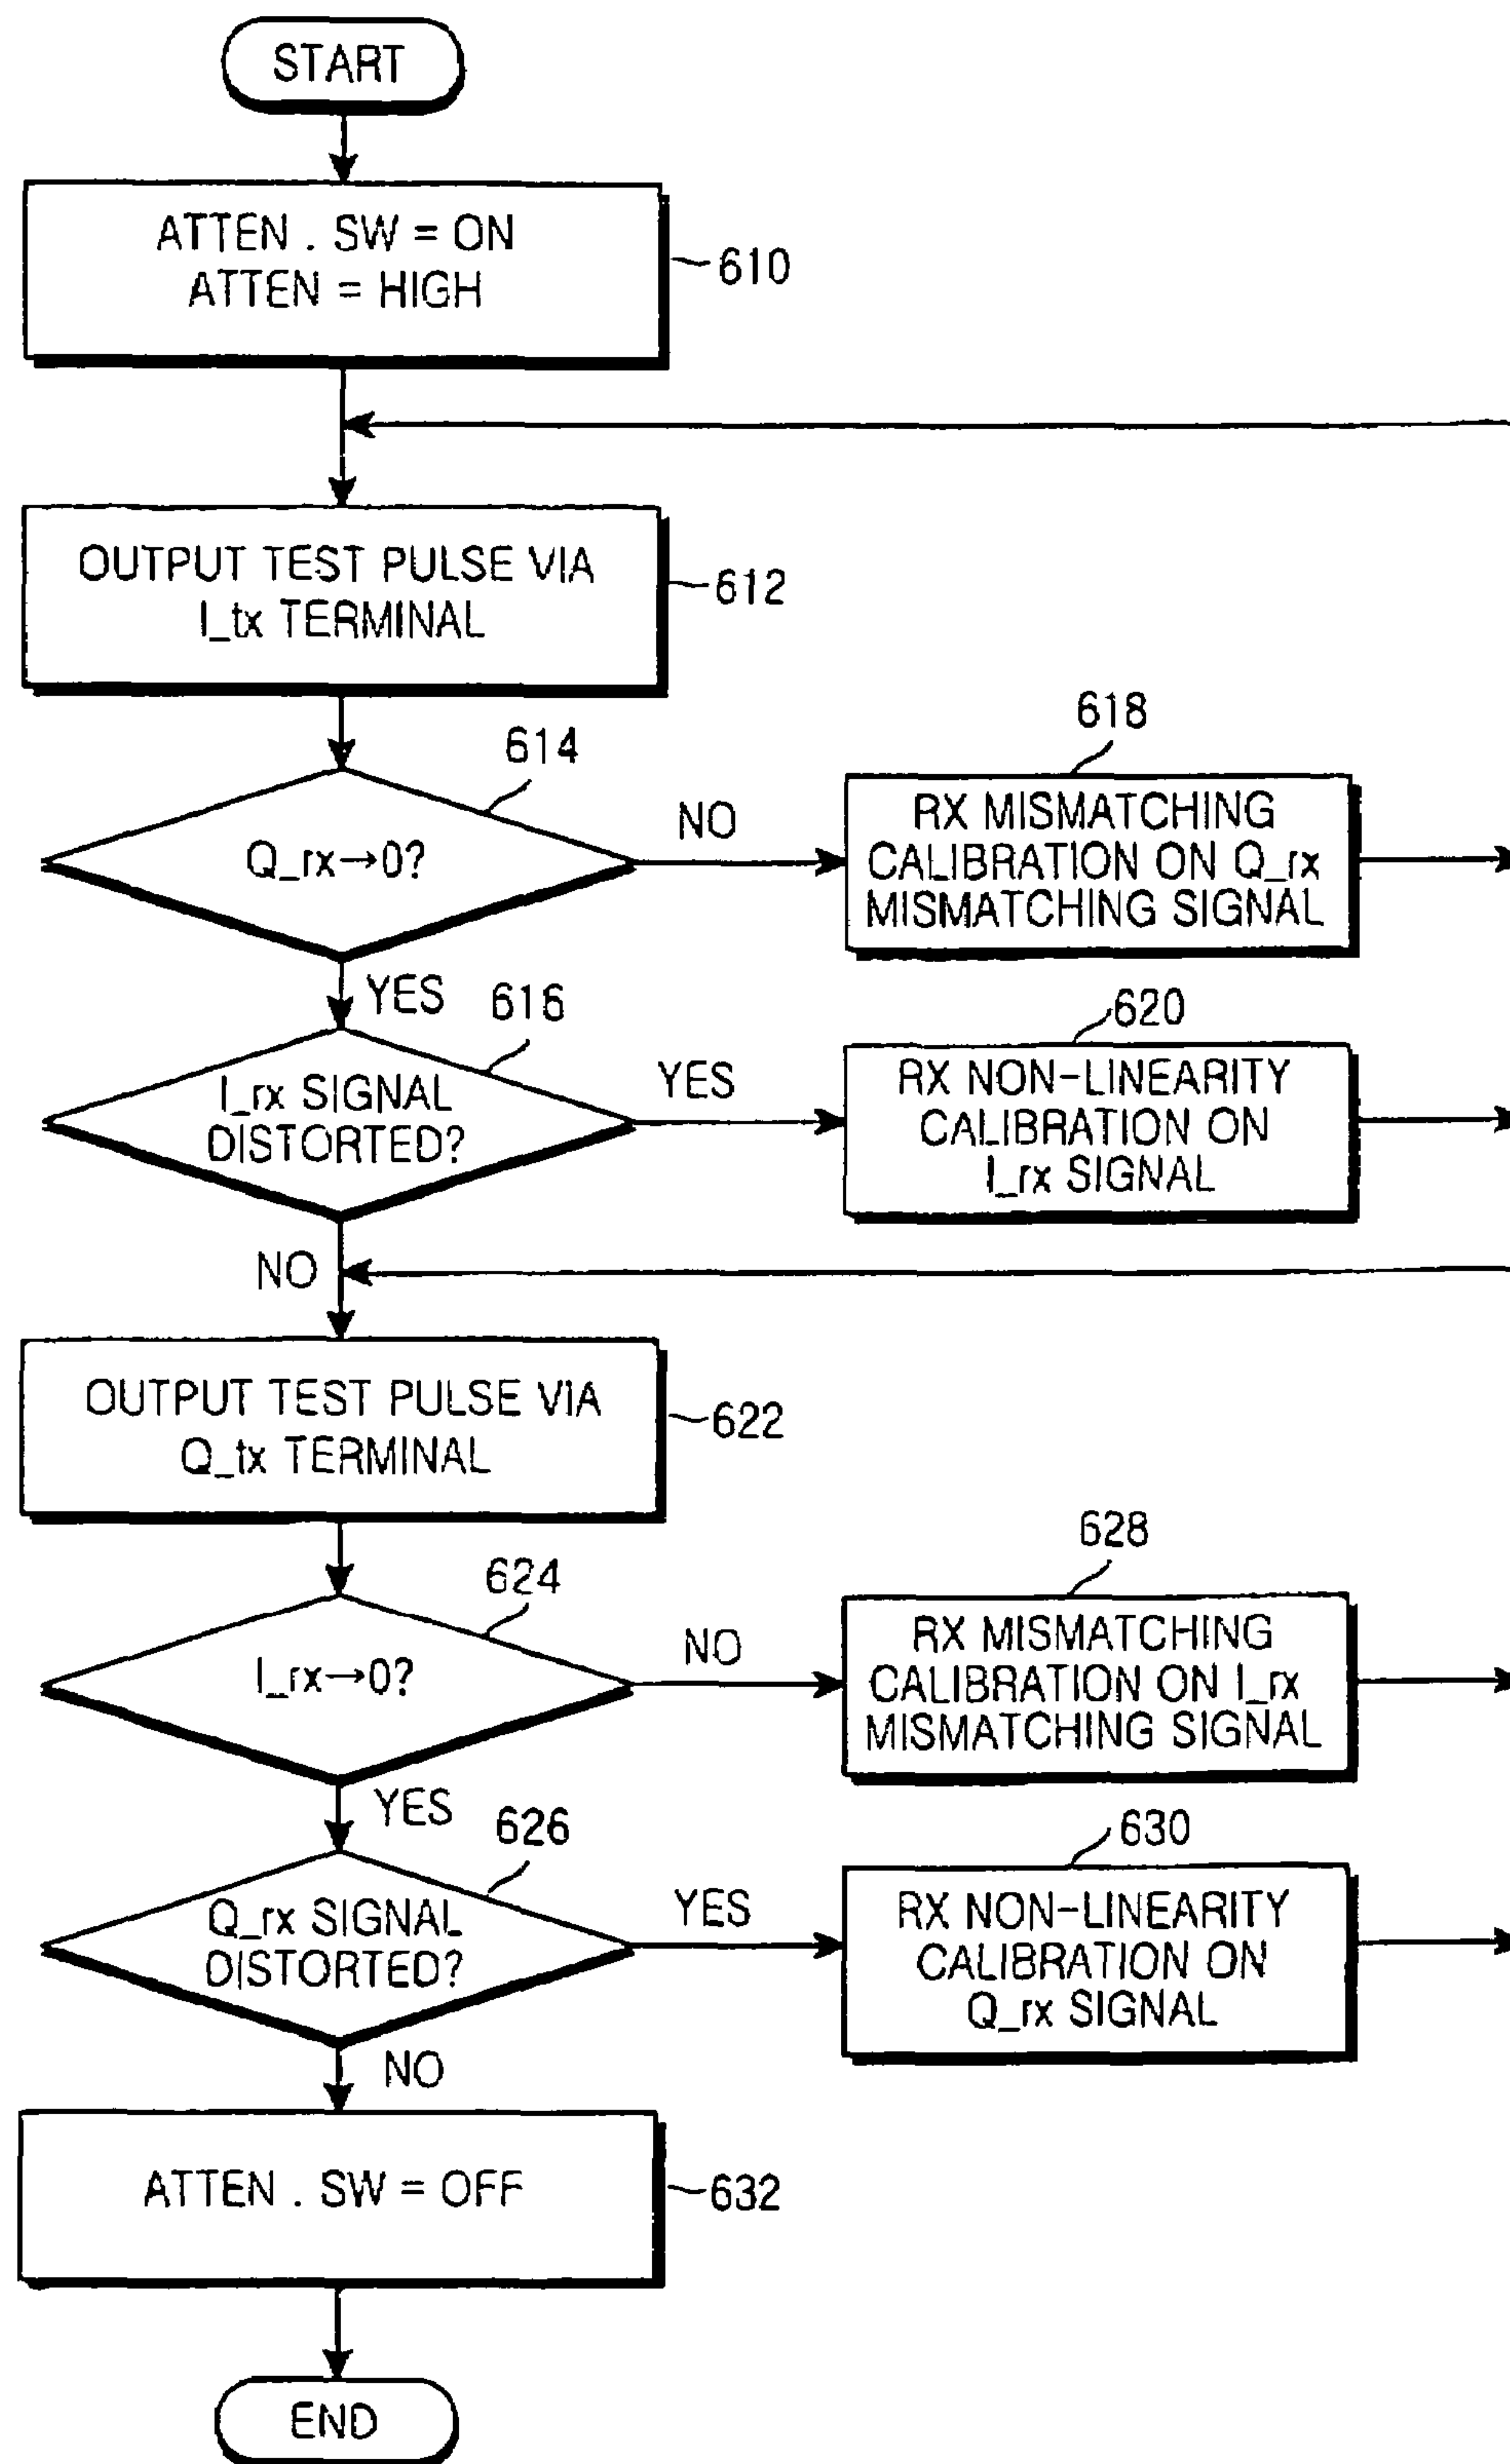 START
ATTEN . SW = ON
ATTEN = HIGH
610
OUTPUT TEST PULSE VIA
I_tx TERMINAL
612
614
Q_rx→0?
NO
618
RX MISMATCHING
CALIBRATION ON Q_rx
MISMATCHING SIGNAL
YES
616
I_rx SIGNAL
DISTORTED?
YES
620
RX NON-LINEARITY
CALIBRATION ON
I_rx SIGNAL
NO
OUTPUT TEST PULSE VIA
Q_tx TERMINAL
622
624
I_rx→0?
NO
628
RX MISMATCHING
CALIBRATION ON I_rx
MISMATCHING SIGNAL
YES
626
Q_rx SIGNAL
DISTORTED?
YES
630
RX NON-LINEARITY
CALIBRATION ON
Q_rx SIGNAL
NO
ATTEN . SW = OFF
632
END